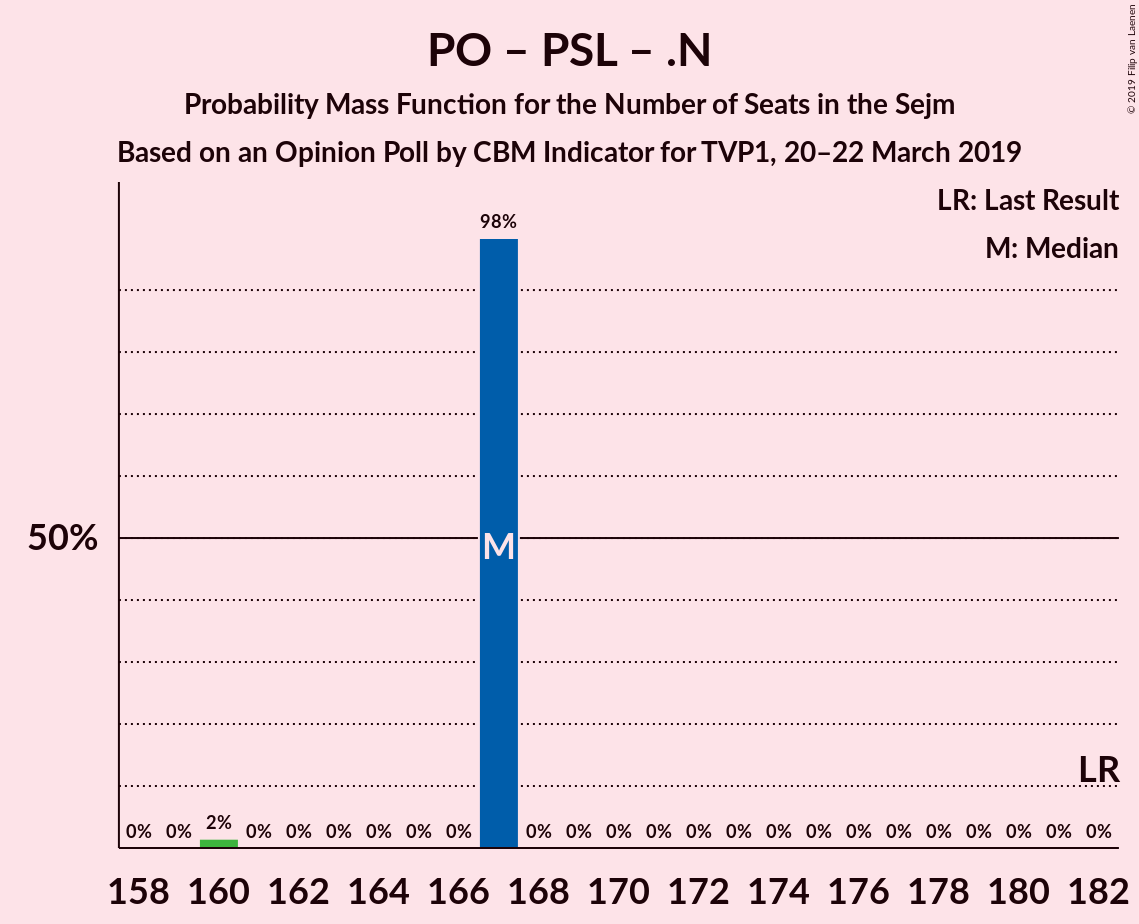 PO – PSL – .N
Probability Mass Function for the Number of Seats in the Sejm
Based on an Opinion Poll by CBM Indicator for TVP1, 20–22 March 2019
© 2019 Filip van Laenen
LR: Last Result
M: Median
98%
50%
M
LR
0% 0% 2% 0% 0% 0% 0% 0% 0% 0% 0% 0% 0% 0% 0% 0% 0% 0% 0% 0% 0% 0% 0% 0%
158 160 162 164 166 168 170 172 174 176 178 180 182